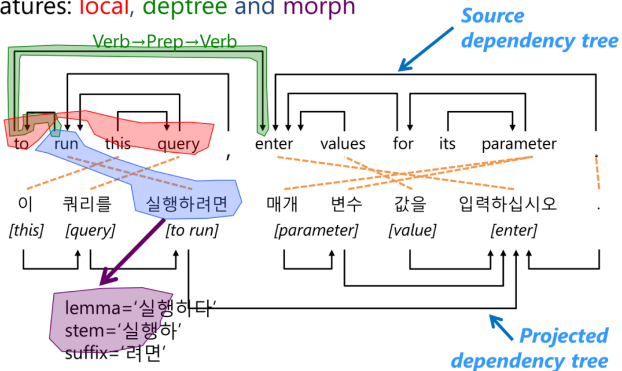 atures: local, deptree and morph
Source
dependency tree
Verb→Prep→Verb
to run this query , enter values for its parameter .
이 쿼리를 실행하려면 매개 변수 값을 입력하십시오 .
[this] [query] [to run] [parameter] [value] [enter]
lemma='실행하다'
stem='실행하'
suffix='려면'
Projected
dependency tree